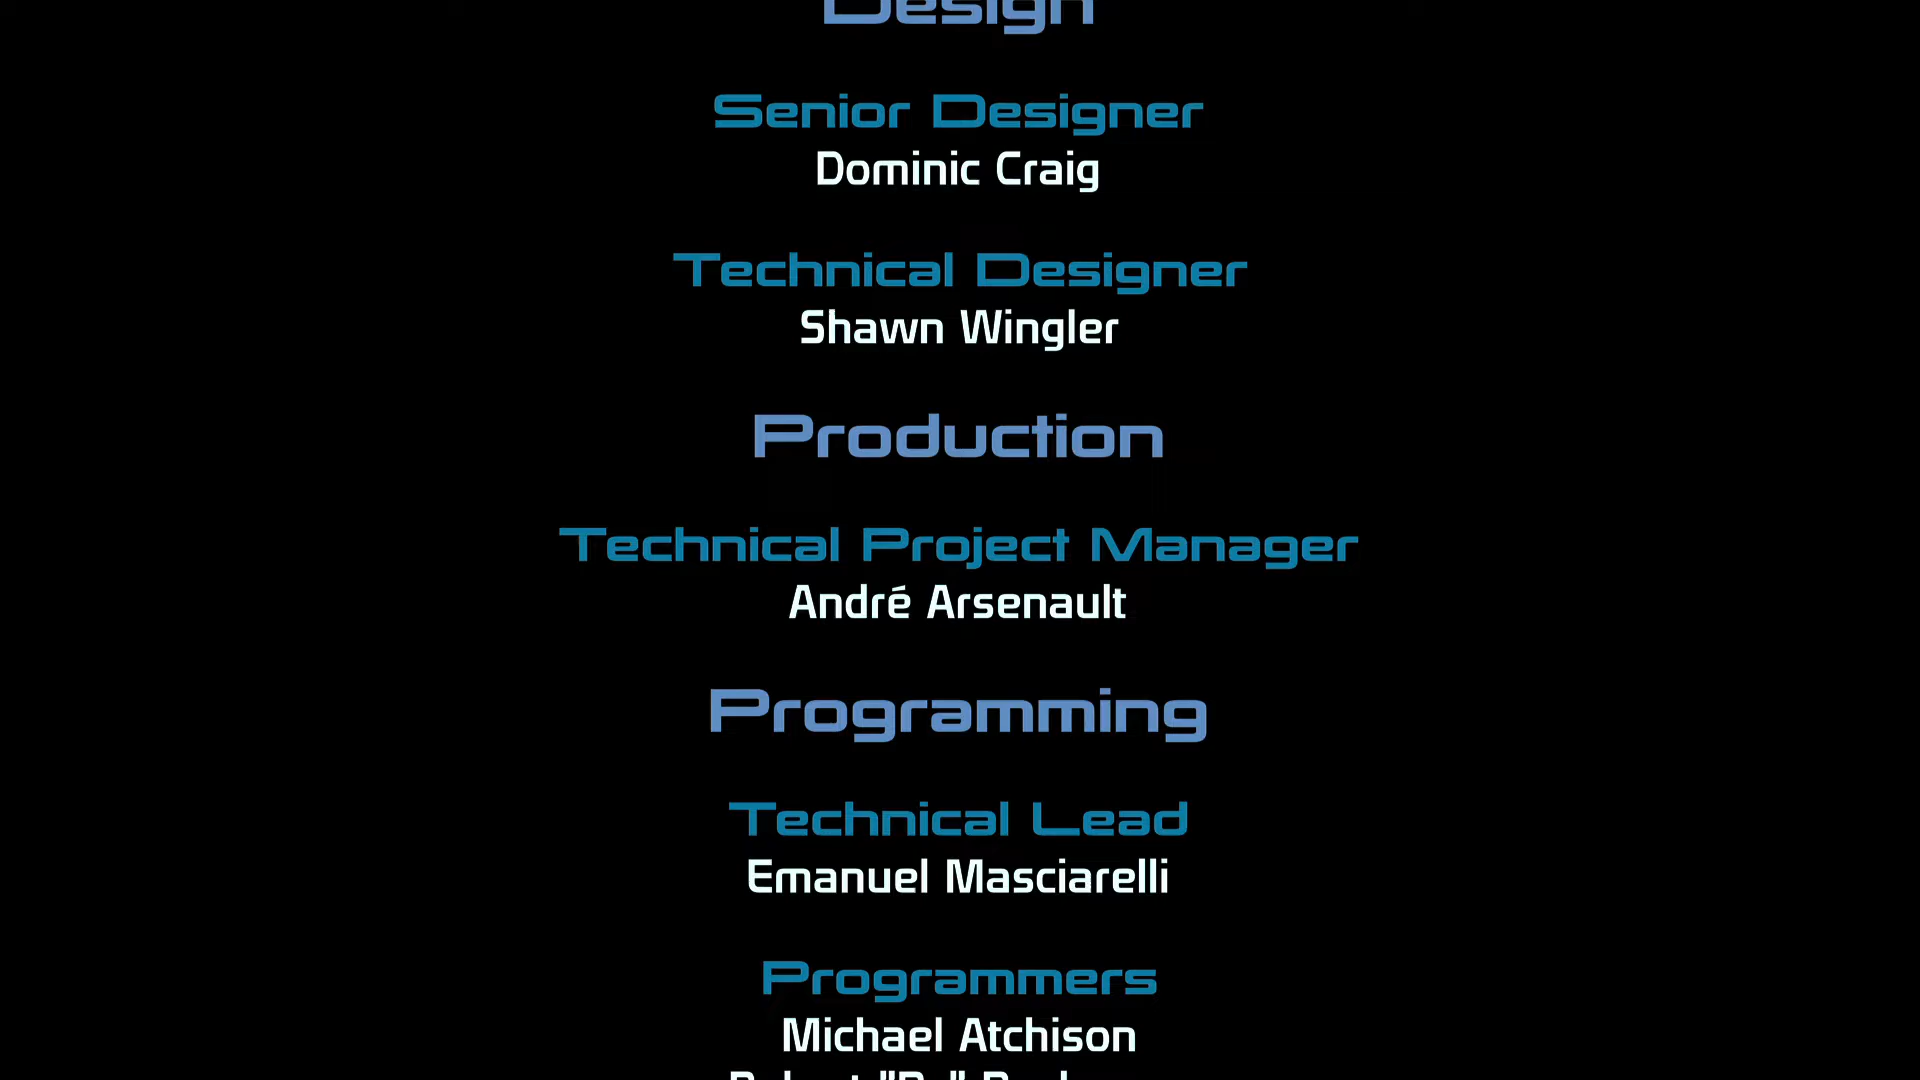 Design
Senior Designer
Dominic Craig
Technical Designer
Shawn Wingler
Production
Technical Project Manager
André Arsenault
Programming
Technical Lead
Emanuel Masciarelli
Programmers
Michael Atchison